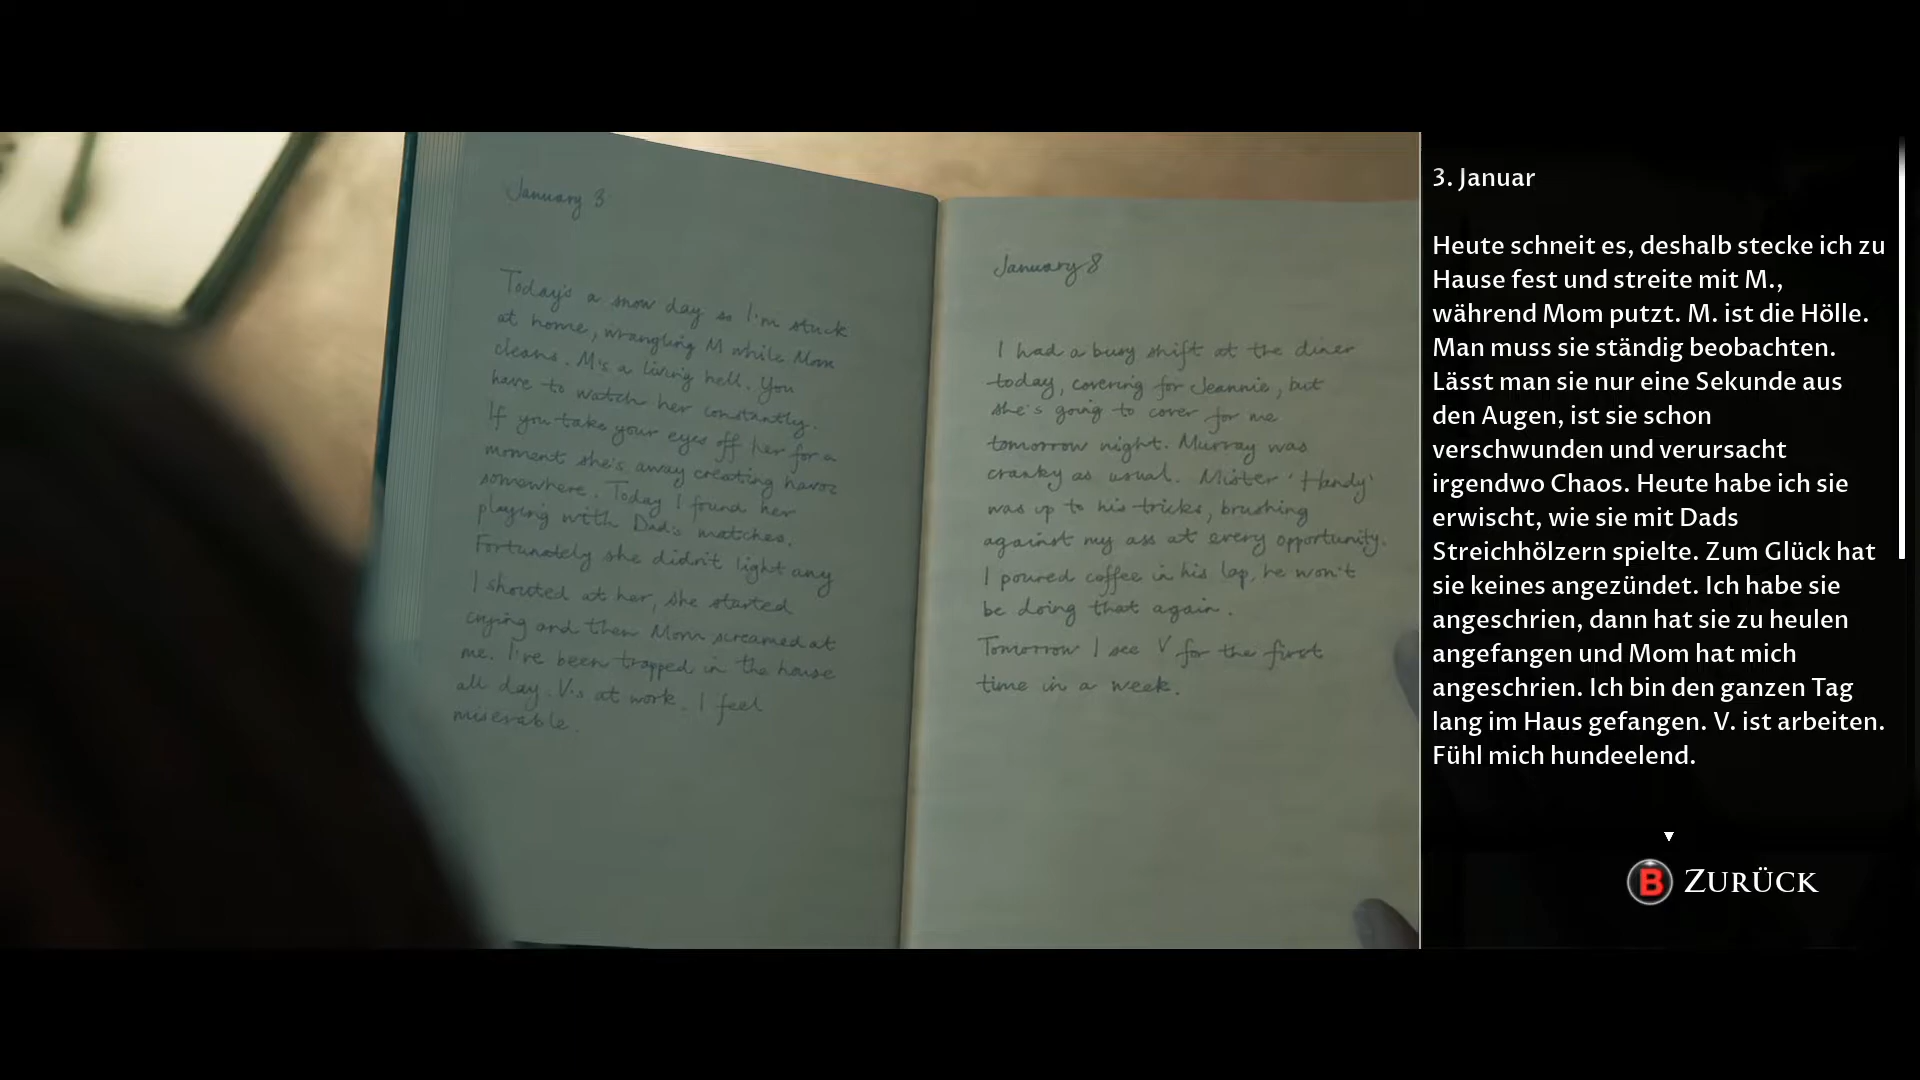 January 3
Today's a snow day so I'm stuck
at home, wrangling M while Mom
cleans. M's a living hell. You
have to watch her constantly.
If you take your eyes off her for a
moment she's away creating havoc
somewhere. Today I found her
playing with Dad's matches.
Fortunately she didn't light any
I shouted at her, she started
crying and then Mom screamed at
me. I've been trapped in the house
all day. V's at work. I feel
miserable.
January 8
I had a busy shift at the diner
today, covering for Jeannie, but
she's going to cover for me
tomorrow night. Murray was
cranky as usual. Mister 'Handy'
was up to his tricks, brushing
against my ass at every opportunity.
I poured coffee in his lap, he won't
be doing that again.
Tomorrow I see V for the first
time in a week.
3. Januar
Heute schneit es, deshalb stecke ich zu
Hause fest und streite mit M.,
während Mom putzt. M. ist die Hölle.
Man muss sie ständig beobachten.
Lässt man sie nur eine Sekunde aus
den Augen, ist sie schon
verschwunden und verursacht
irgendwo Chaos. Heute habe ich sie
erwischt, wie sie mit Dads
Streichhölzern spielte. Zum Glück hat
sie keines angezündet. Ich habe sie
angeschrien, dann hat sie zu heulen
angefangen und Mom hat mich
angeschrien. Ich bin den ganzen Tag
lang im Haus gefangen. V. ist arbeiten.
Fühl mich hundeelend.
B ZURÜCK